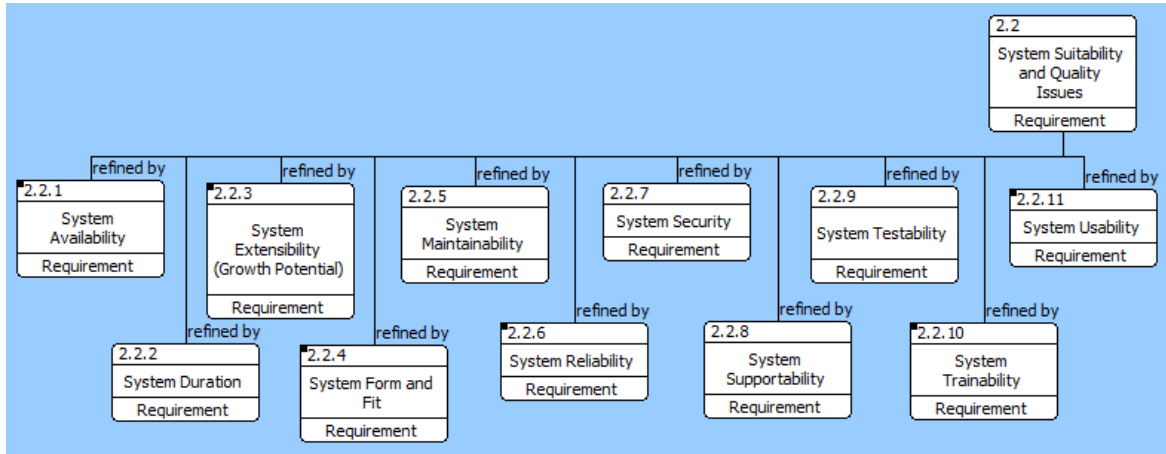 2.2
System Suitability
and Quality
Issues
Requirement
refined by
2.2.1
System
Availability
Requirement
refined by
2.2.2
System Duration
Requirement
refined by
2.2.3
System
Extensibility
(Growth Potential)
Requirement
refined by
2.2.4
System Form and
Fit
Requirement
refined by
2.2.5
System
Maintainability
Requirement
refined by
2.2.6
System Reliability
Requirement
refined by
2.2.7
System Security
Requirement
refined by
2.2.8
System
Supportability
Requirement
refined by
2.2.9
System Testability
Requirement
refined by
2.2.10
System
Trainability
Requirement
refined by
2.2.11
System Usability
Requirement